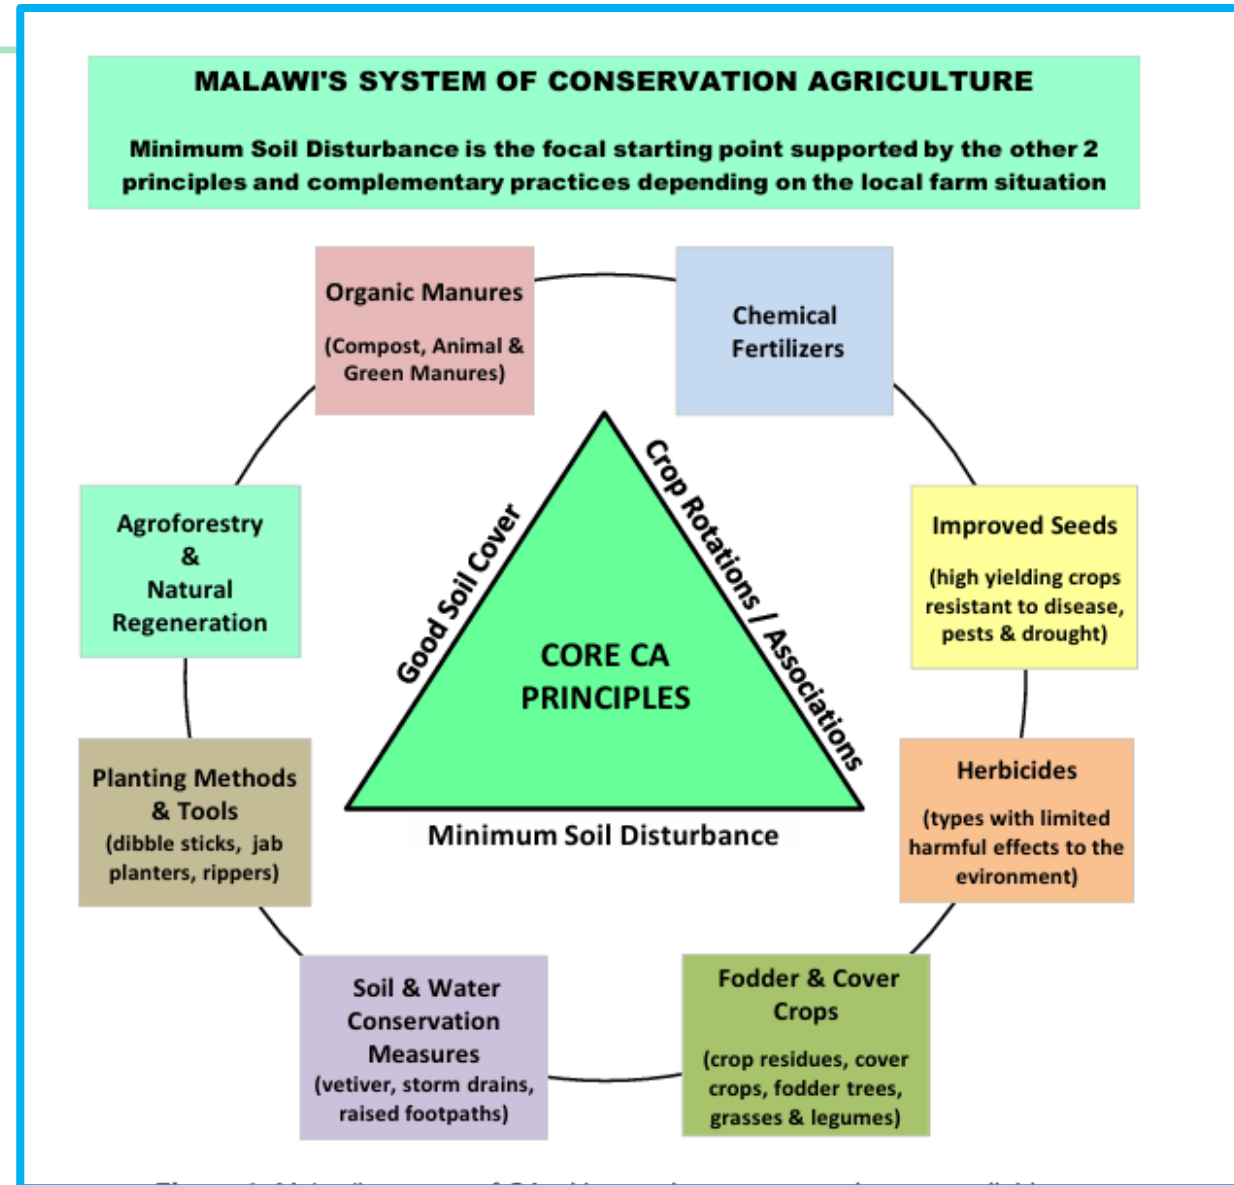 MALAWI'S SYSTEM OF CONSERVATION AGRICULTURE
Minimum Soil Disturbance is the focal starting point supported by the other 2
principles and complementary practices depending on the local farm situation
Organic Manures
(Compost, Animal &
Green Manures)
Chemical
Fertilizers
Agroforestry
&
Natural
Regeneration
Improved Seeds
(high yielding crops
resistant to disease,
pests & drought)
Good Soil Cover
Crop Rotations / Associations
CORE CA
PRINCIPLES
Minimum Soil Disturbance
Planting Methods
& Tools
(dibble sticks, jab
planters, rippers)
Herbicides
(types with limited
harmful effects to the
evironment)
Soil & Water
Conservation
Measures
(vetiver, storm drains,
raised footpaths)
Fodder & Cover
Crops
(crop residues, cover
crops, fodder trees,
grasses & legumes)